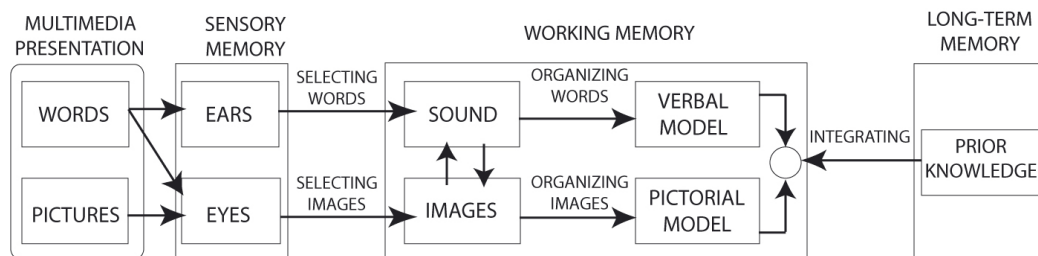 MULTIMEDIA
PRESENTATION
SENSORY
MEMORY
WORKING MEMORY
LONG-TERM
MEMORY
WORDS
EARS
SELECTING
WORDS
SOUND
ORGANIZING
WORDS
VERBAL
MODEL
INTEGRATING
PRIOR
KNOWLEDGE
PICTURES
EYES
SELECTING
IMAGES
IMAGES
ORGANIZING
IMAGES
PICTORIAL
MODEL